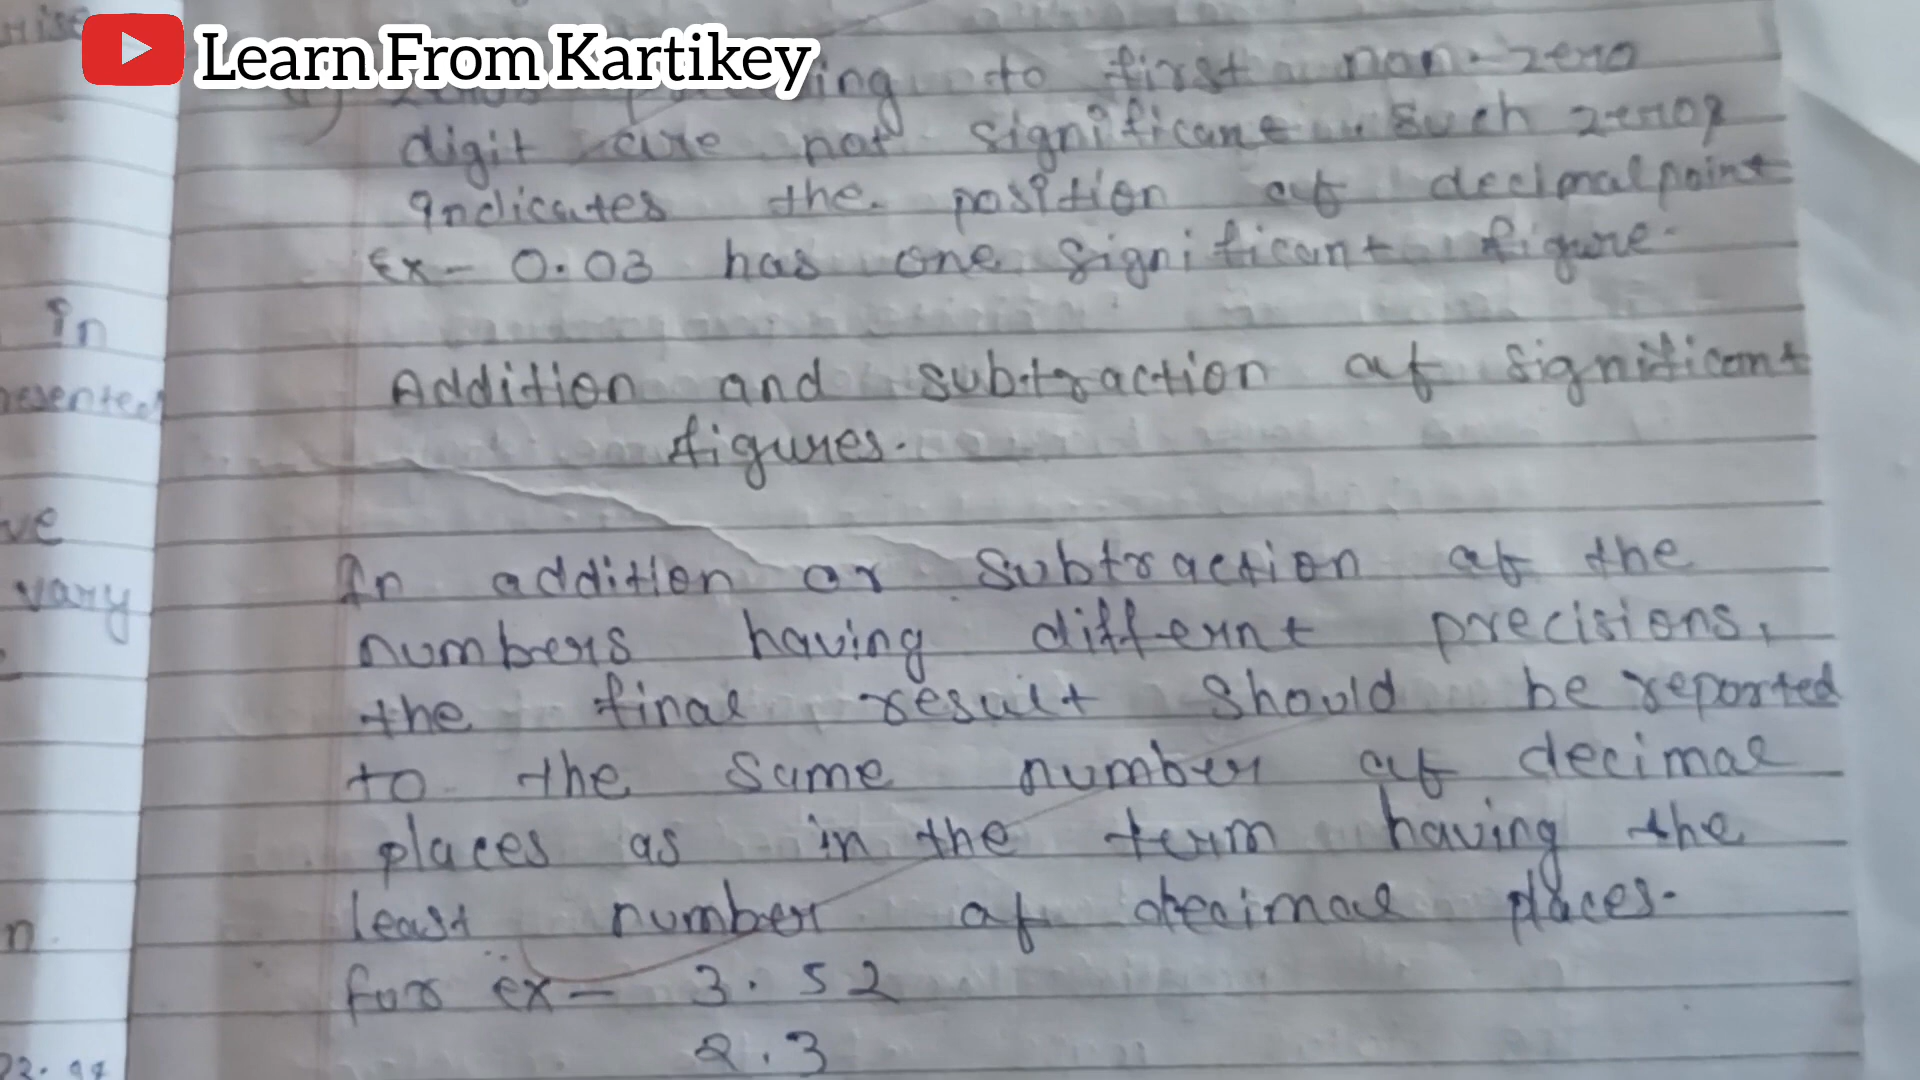 Learn From Kartikey
to first non-zero
digit are not significant. Such zeros
indicates the position of decimal point
Ex- 0.03 has one significant figure.
Addition and subtraction of significant
figures.
In addition or subtraction of the
numbers having differnt precisions,
the final result should be reported
to the same number of decimal
places as in the term having the
least number of decimal places.
for ex- 3.52
2.3
in
ve
vary
n